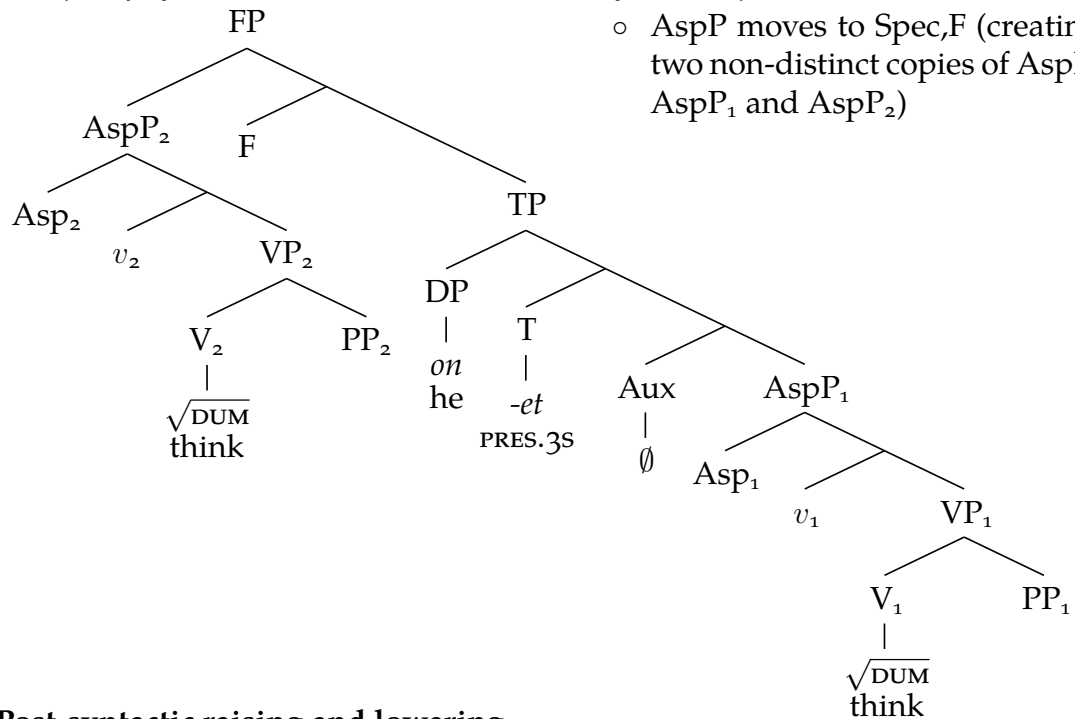 FP
○ AspP moves to Spec,F (creatin
two non-distinct copies of Asp
AspP₁ and AspP₂)
AspP₂
F
TP
Asp₂
v₂
VP₂
DP
T
V₂
PP₂
on
he
-et
PRES.3S
Aux
∅
AspP₁
√DUM
think
Asp₁
v₁
VP₁
V₁
PP₁
√DUM
think
Post-syntactic raising and lowering